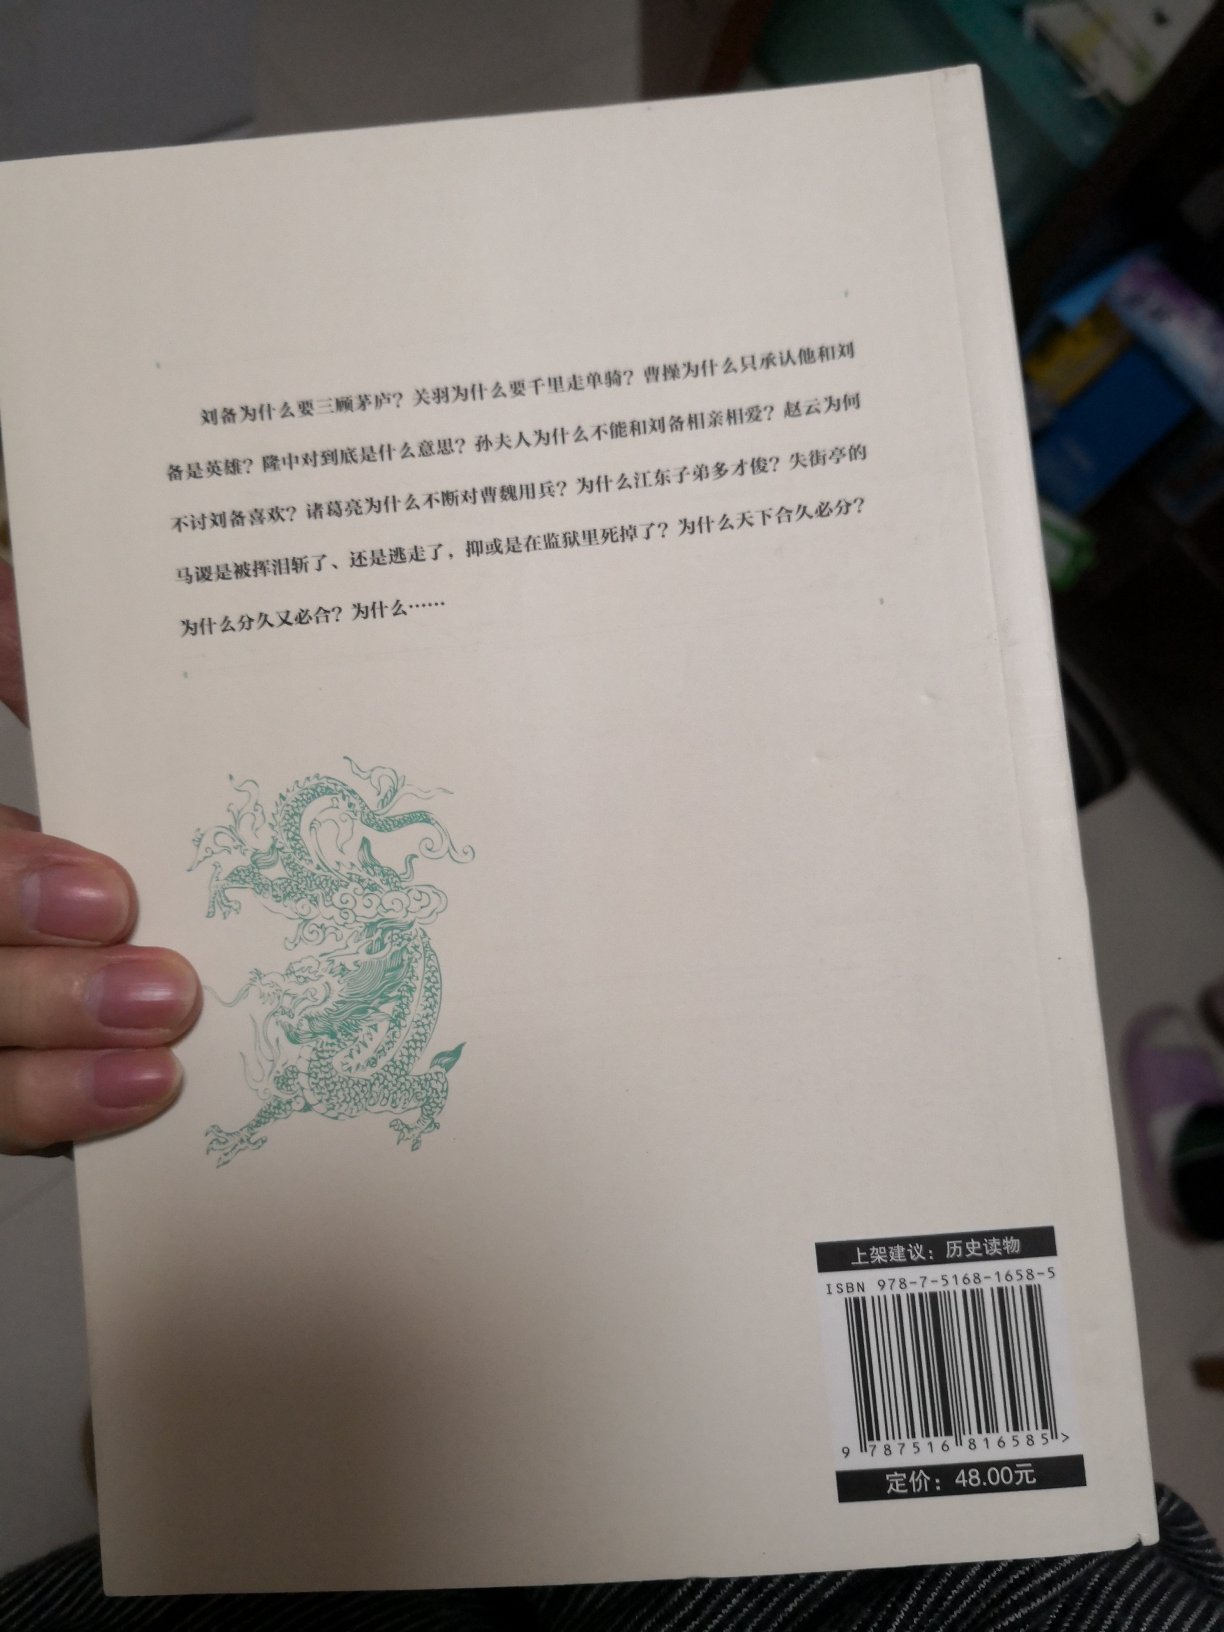 刘备为什么要三顾茅庐？关羽为什么要千里走单骑？曹操为什么只承认他和刘
备是英雄？隆中对到底是什么意思？孙夫人为什么不能和刘备相亲相爱？赵云为何
不讨刘备喜欢？诸葛亮为什么不断对曹魏用兵？为什么江东子弟多才俊？失街亭的
马谡是被挥泪斩了、还是逃走了，抑或是在监狱里死掉了？为什么天下合久必分？
为什么分久又必合？为什么……
上架建议：历史读物
ISBN 978-7-5168-1658-5
9 787516 816585 >
定价：48.00元